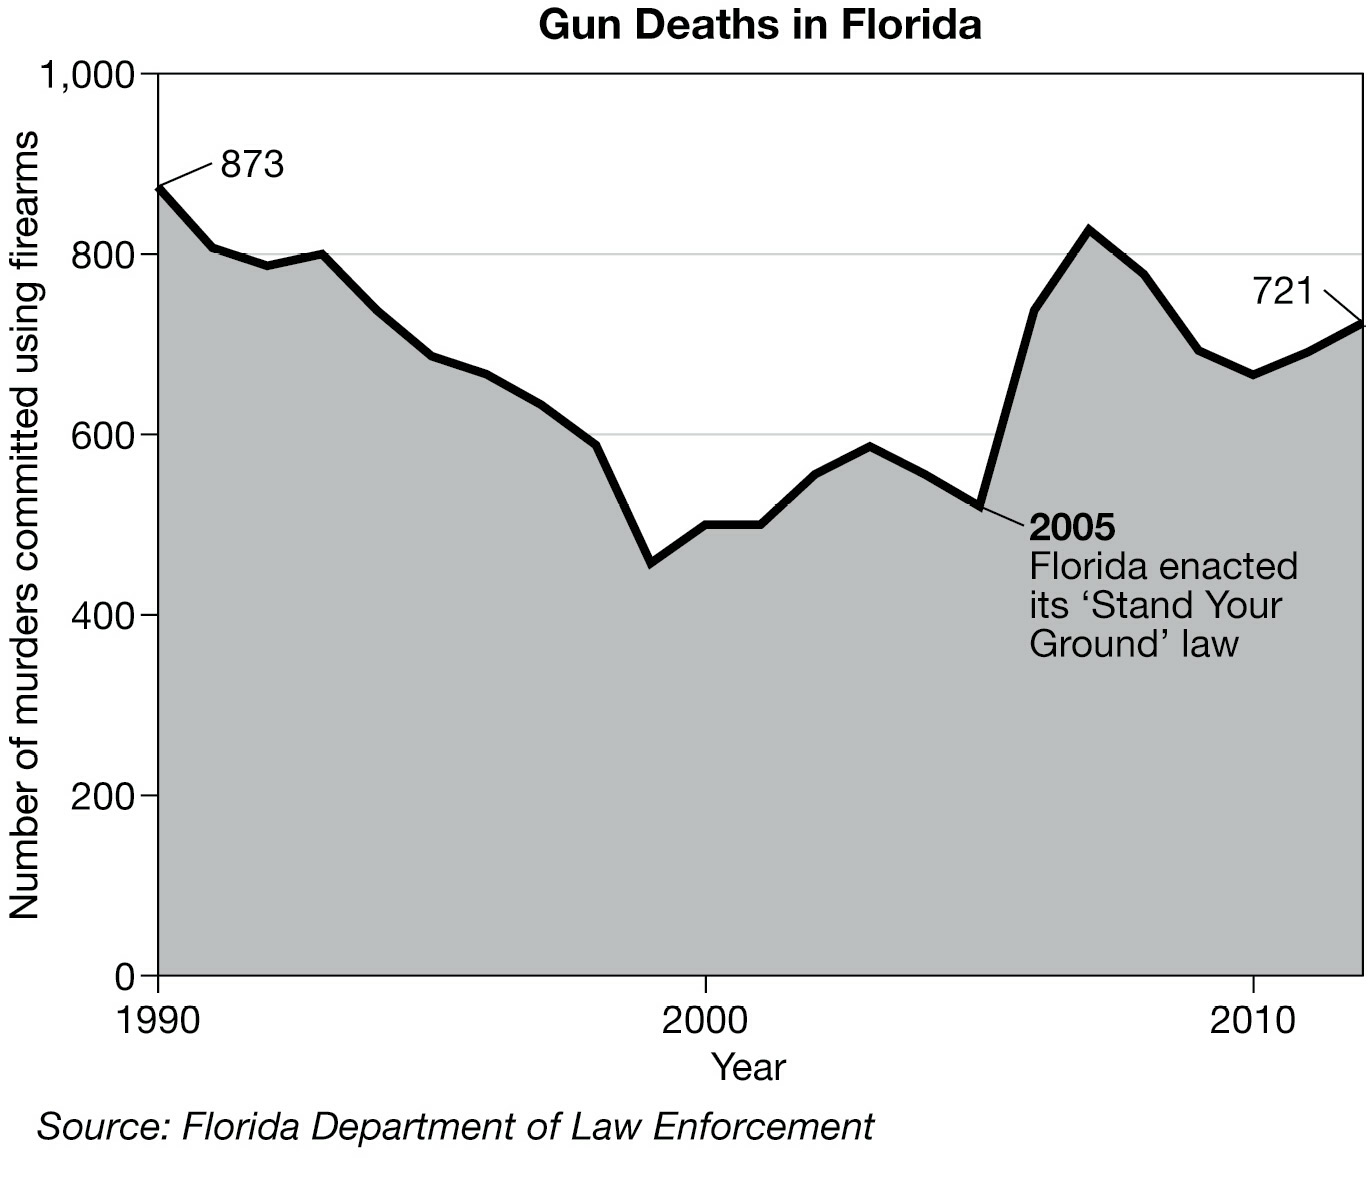 Gun Deaths in Florida
Number of murders committed using firearms
1,000
800
600
400
200
0
873
721
2005
Florida enacted
its ‘Stand Your
Ground’ law
1990
2000
2010
Year
Source: Florida Department of Law Enforcement